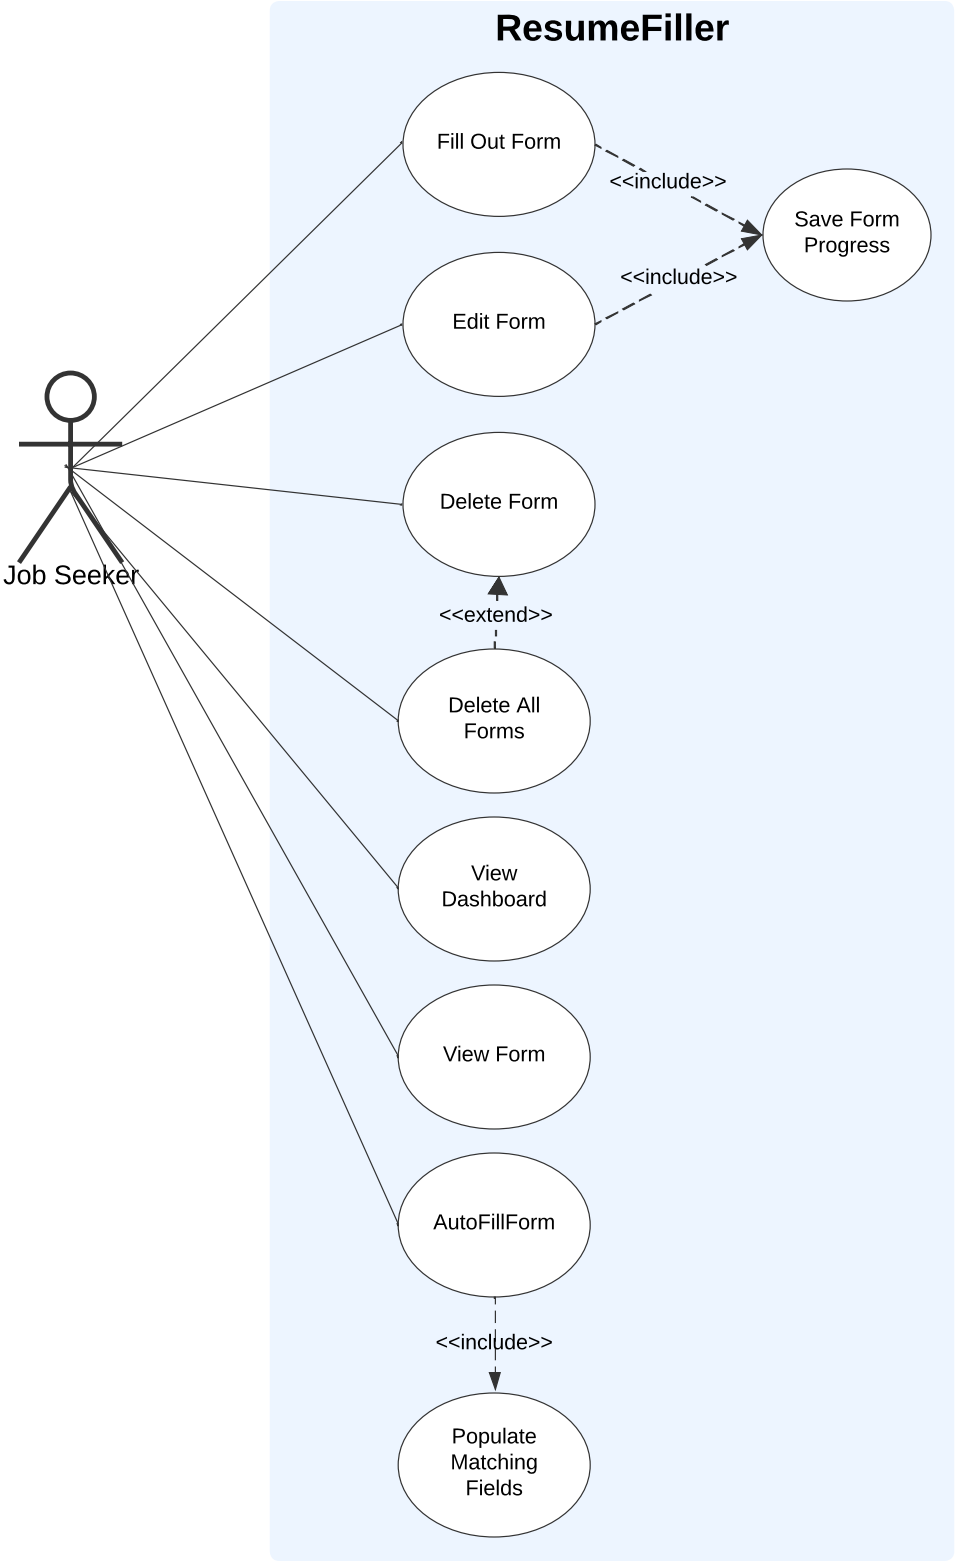 ResumeFiller
Fill Out Form
<<include>>
Save Form
Progress
<<include>>
Edit Form
Job Seeker
Delete Form
<<extend>>
Delete All
Forms
View
Dashboard
View Form
AutoFillForm
<<include>>
Populate
Matching
Fields